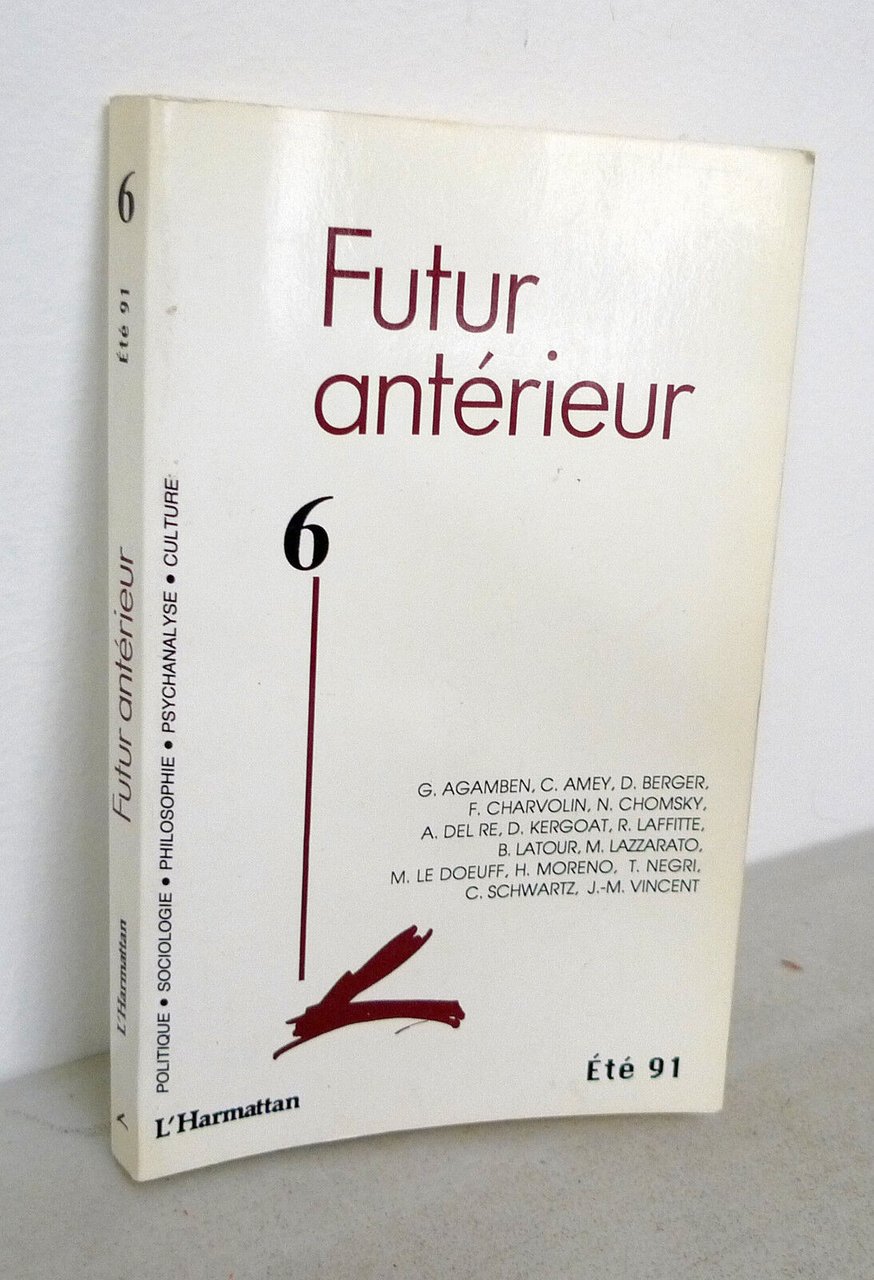 6
Été 91
Futur antérieur
L'Harmattan
POLITIQUE • SOCIOLOGIE • PHILOSOPHIE • PSYCHANALYSE • CULTURE
Futur
antérieur
6
G. AGAMBEN, C. AMEY, D. BERGER,
F. CHARVOLIN, N. CHOMSKY,
A. DEL RE, D. KERGOAT, R. LAFFITTE,
B. LATOUR, M. LAZZARATO,
M. LE DOEUFF, H. MORENO, T. NEGRI,
C. SCHWARTZ, J.-M. VINCENT
Été 91
L'Harmattan